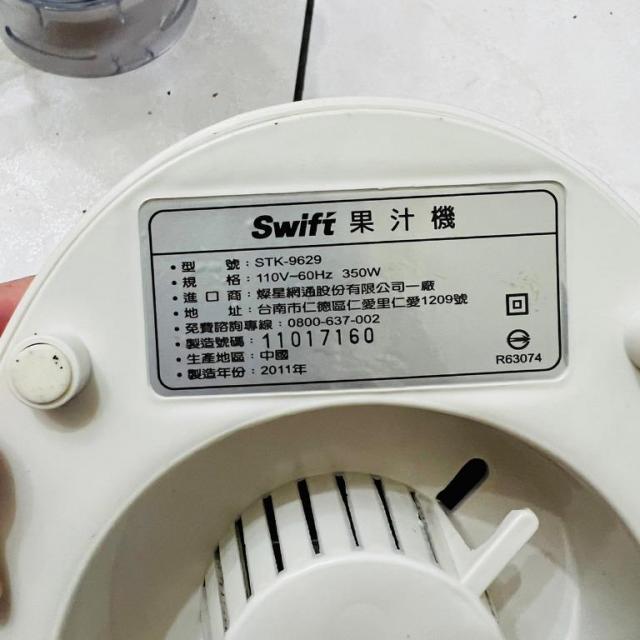 Swift 果汁機
•型 號：STK-9629
•規 格：110V~60Hz 350W
•進口商：燦星網通股份有限公司一廠
•地 址：台南市仁德區仁愛里仁愛1209號
•免費諮詢專線：0800-637-002
•製造號碼：11017160
•生產地區：中國
•製造年份：2011年
R63074